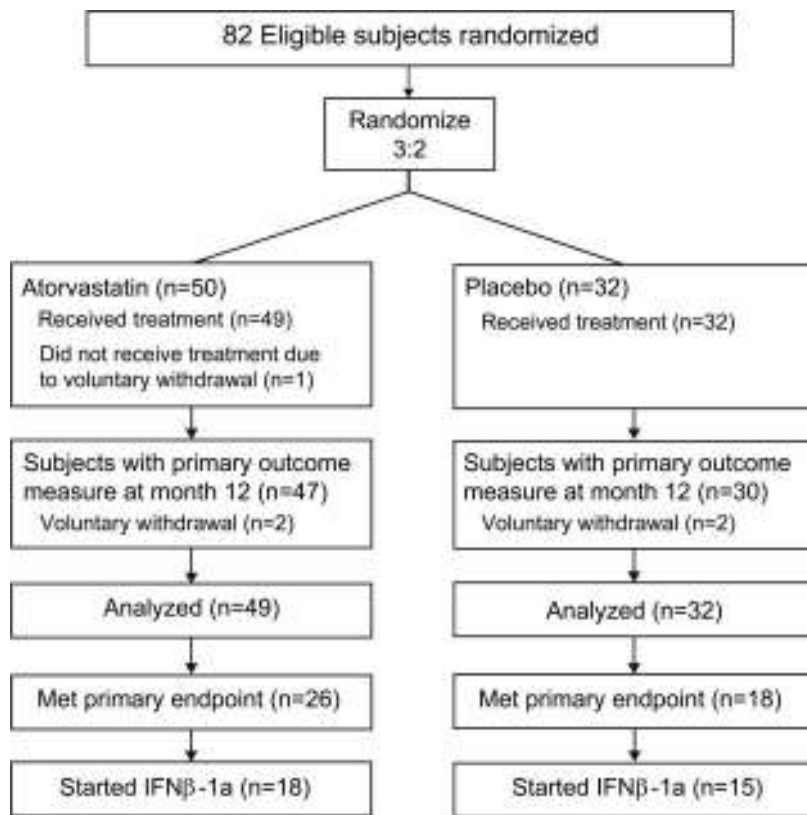 82 Eligible subjects randomized
Randomize
3:2
Atorvastatin (n=50)
Received treatment (n=49)
Did not receive treatment due
to voluntary withdrawal (n=1)
Placebo (n=32)
Received treatment (n=32)
Subjects with primary outcome
measure at month 12 (n=47)
Voluntary withdrawal (n=2)
Subjects with primary outcome
measure at month 12 (n=30)
Voluntary withdrawal (n=2)
Analyzed (n=49)
Analyzed (n=32)
Met primary endpoint (n=26)
Met primary endpoint (n=18)
Started IFNβ-1a (n=18)
Started IFNβ-1a (n=15)